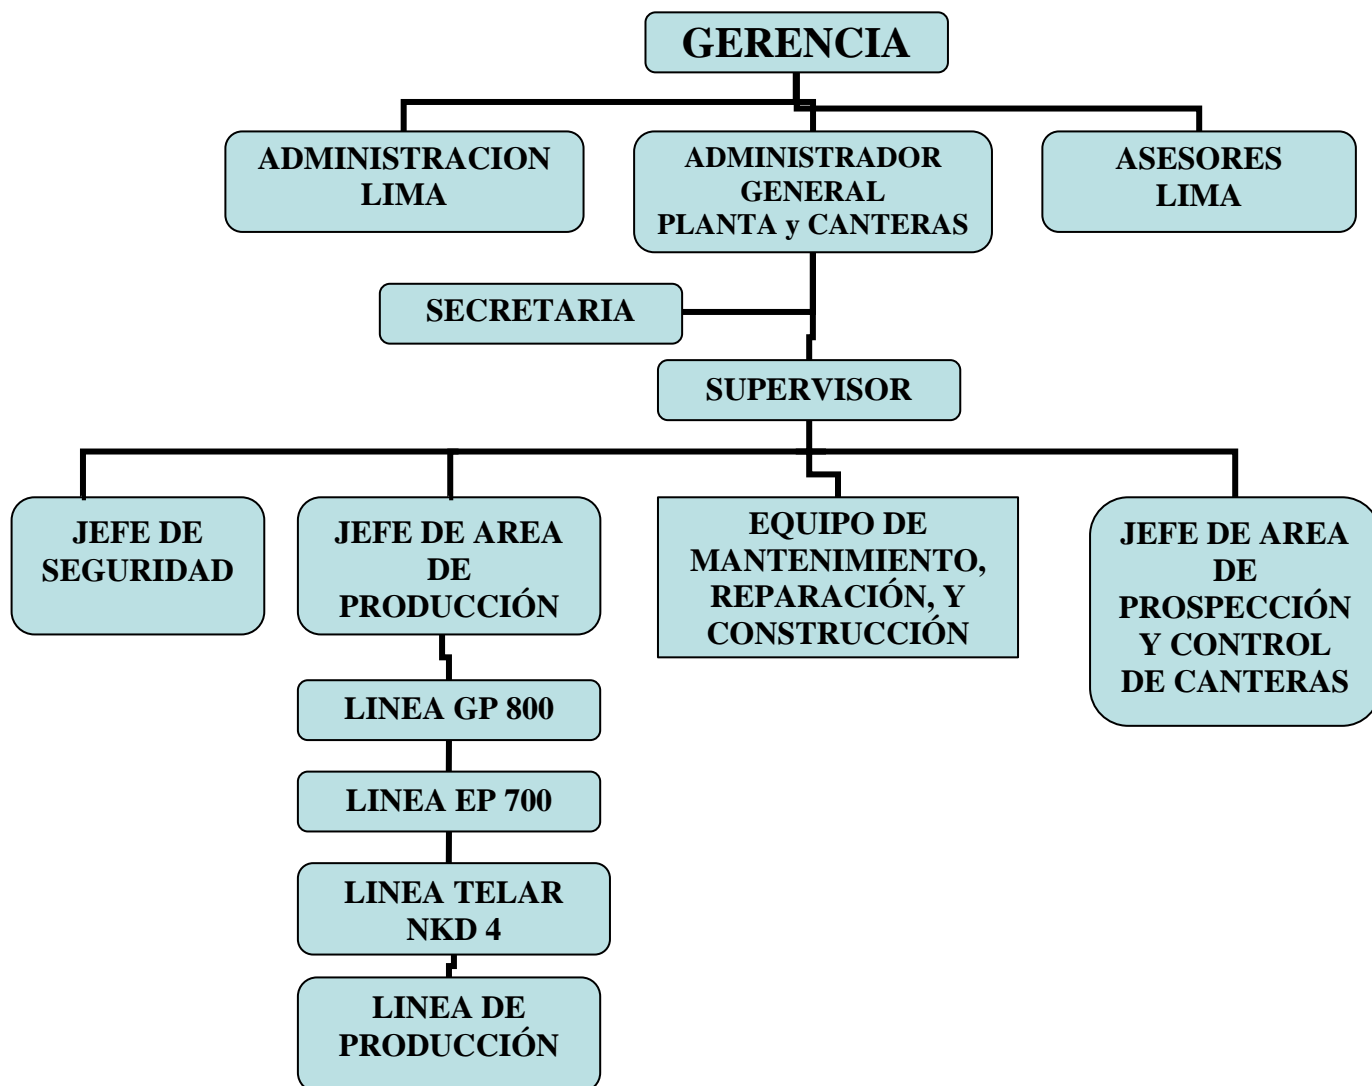 GERENCIA
ADMINISTRACION
LIMA
ADMINISTRADOR
GENERAL
PLANTA y CANTERAS
ASESORES
LIMA
SECRETARIA
SUPERVISOR
JEFE DE
SEGURIDAD
JEFE DE AREA
DE
PRODUCCIÓN
EQUIPO DE
MANTENIMIENTO,
REPARACIÓN, Y
CONSTRUCCIÓN
JEFE DE AREA
DE
PROSPECCIÓN
Y CONTROL
DE CANTERAS
LINEA GP 800
LINEA EP 700
LINEA TELAR
NKD 4
LINEA DE
PRODUCCIÓN